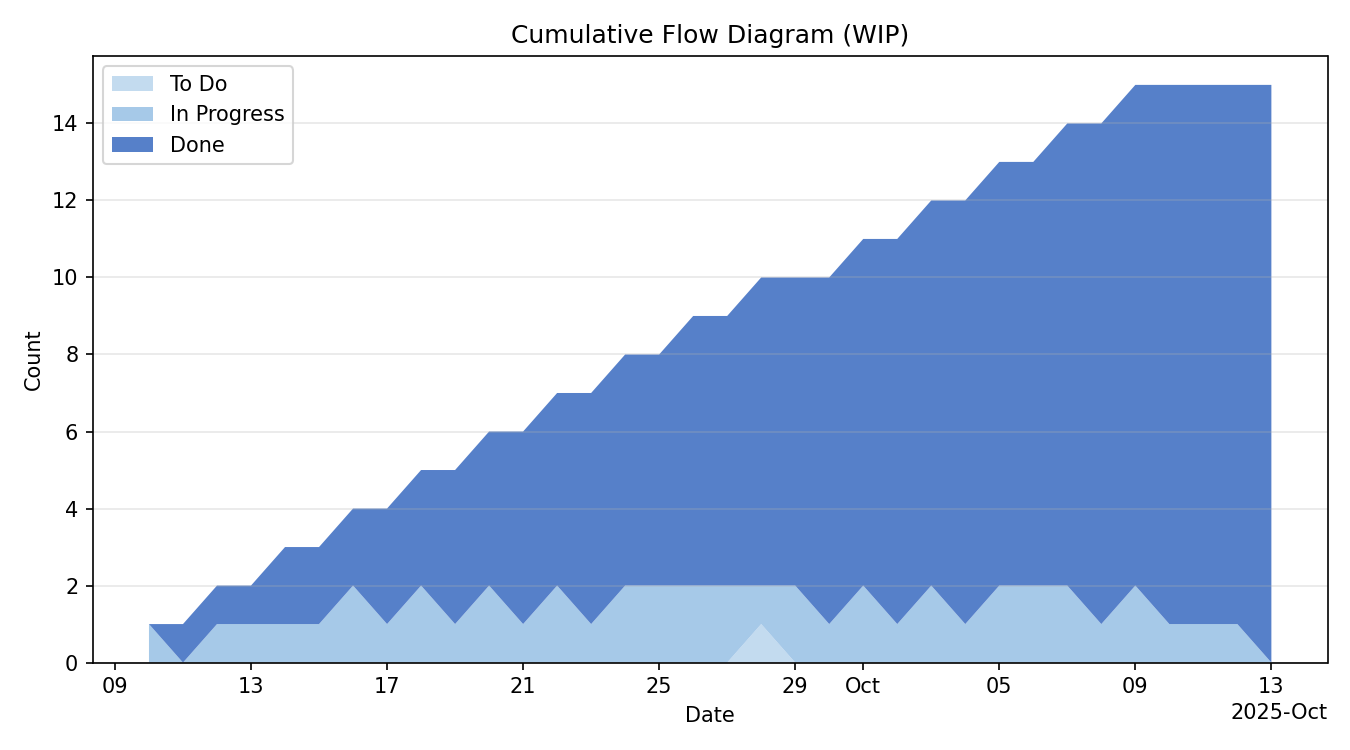 Cumulative Flow Diagram (WIP)
To Do
In Progress
Done
Count
14
12
10
8
6
4
2
0
09 13 17 21 25 29 Oct 05 09 13
Date
2025-Oct